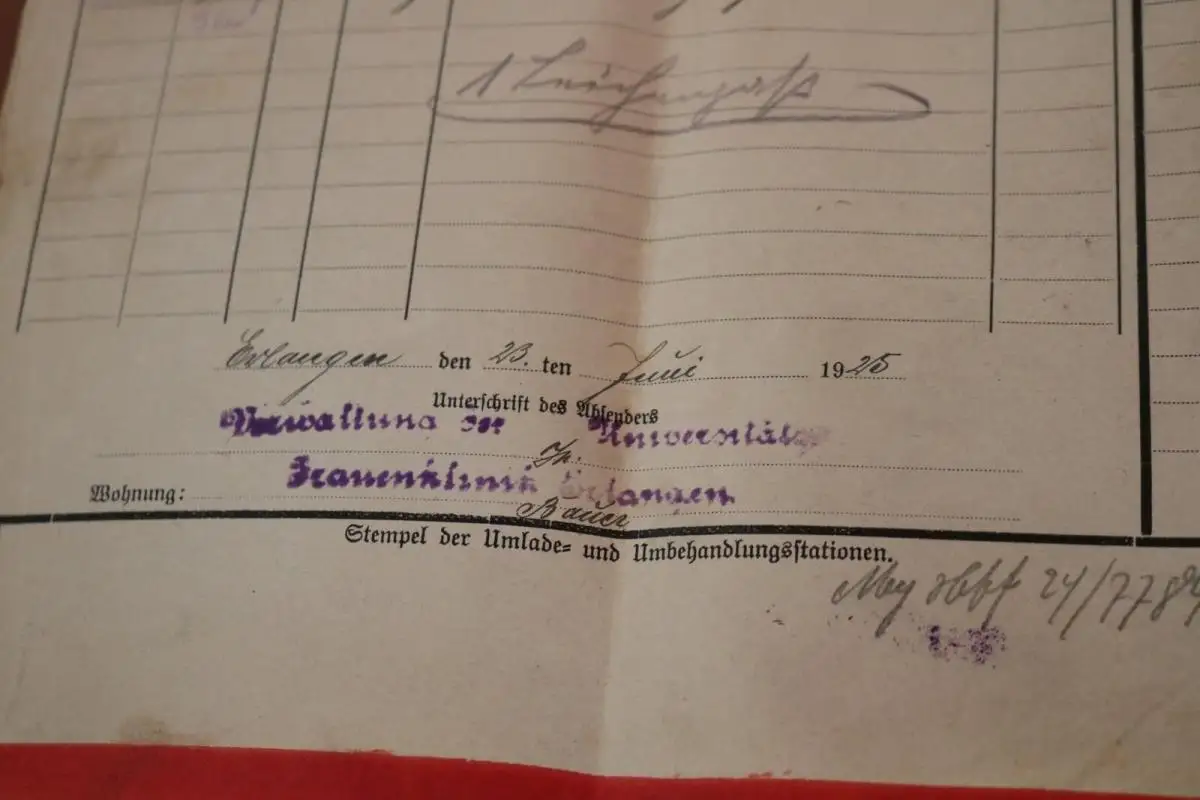 1 Leichenpaß
Erlangen den 23. ten Juni 1925
Unterschrift des Absenders
Verwaltung der Universitäts
Frauenklinik Erlangen
Wohnung:
Bauer
Stempel der Umlade- und Umbehandlungsstationen.
24/7784